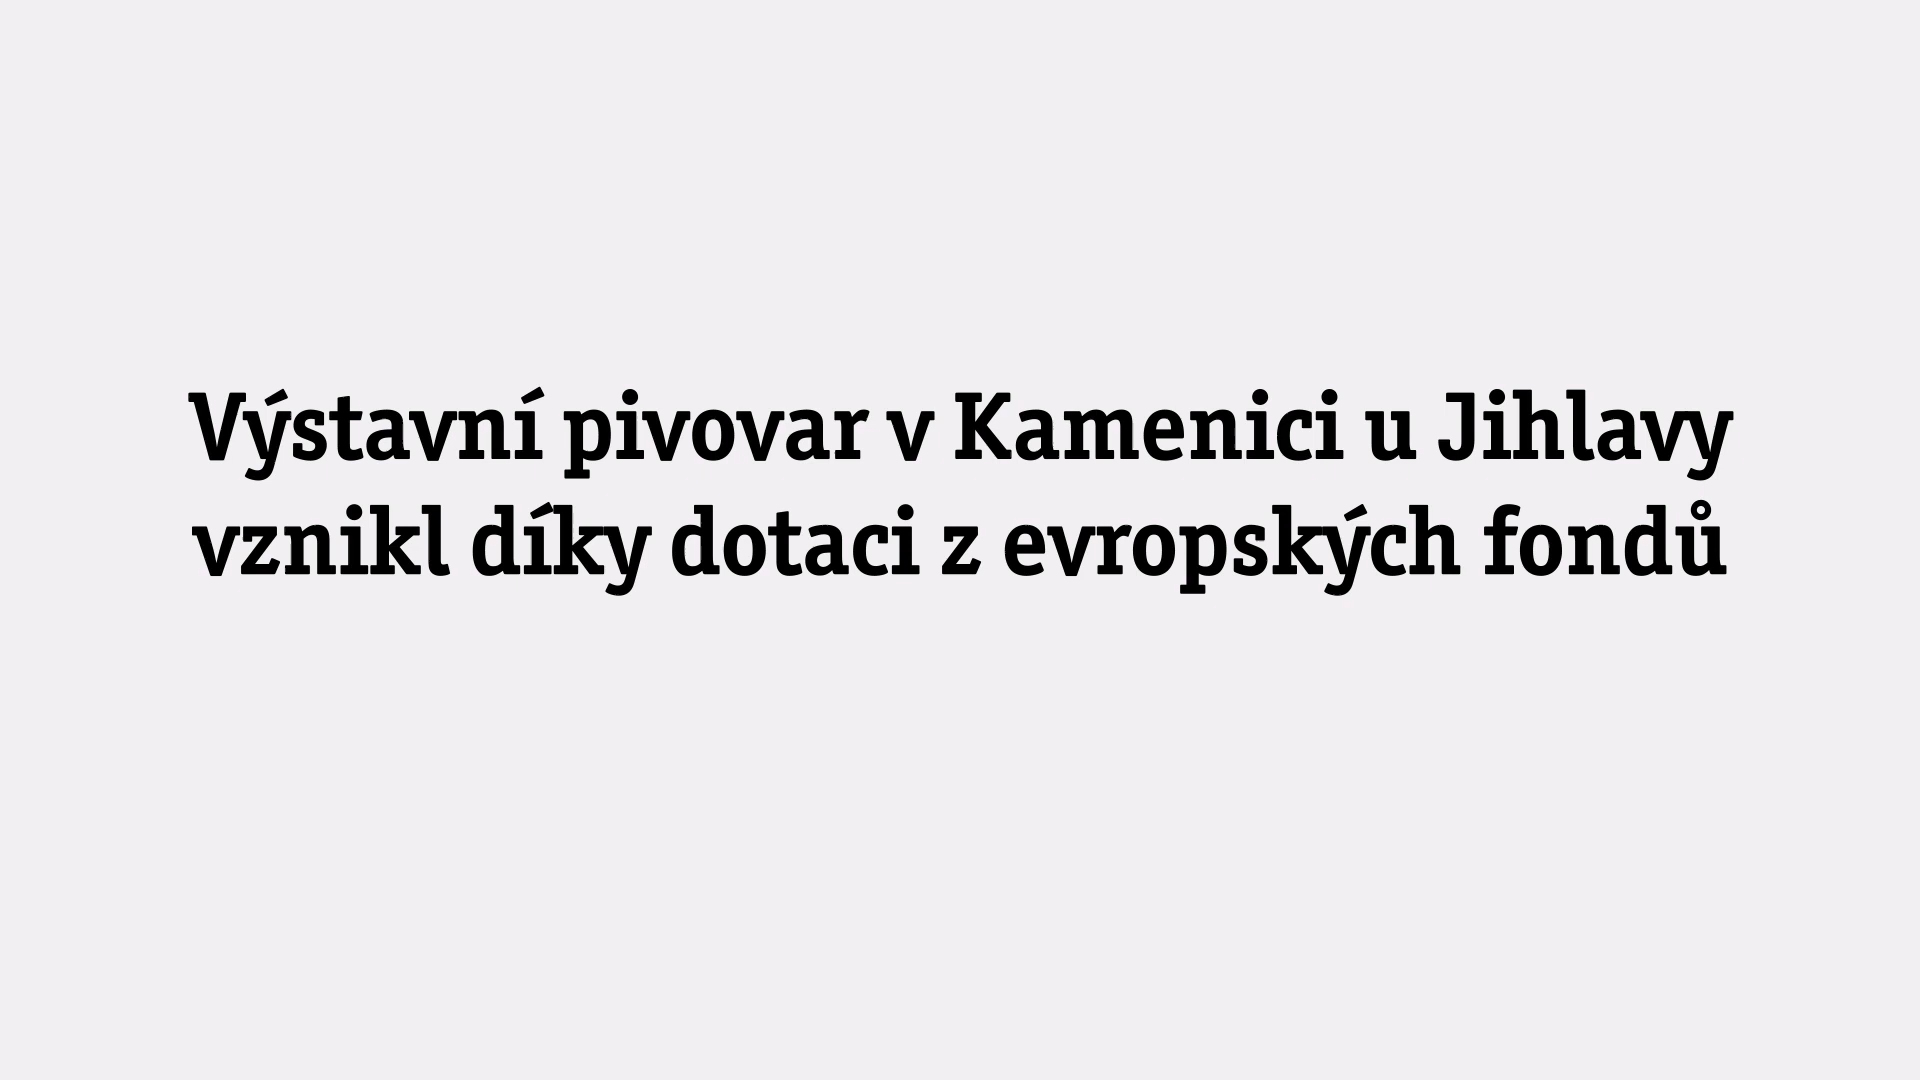 Výstavní pivovar v Kamenici u Jihlavy
vznikl díky dotaci z evropských fondů